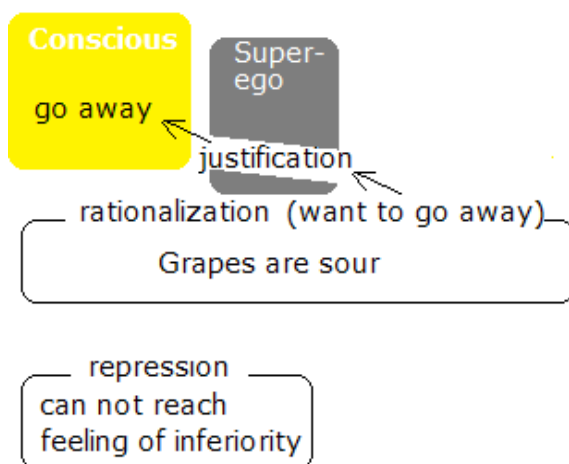 Conscious
Super-
ego
go away
justification
rationalization (want to go away)
Grapes are sour
repression
can not reach
feeling of inferiority